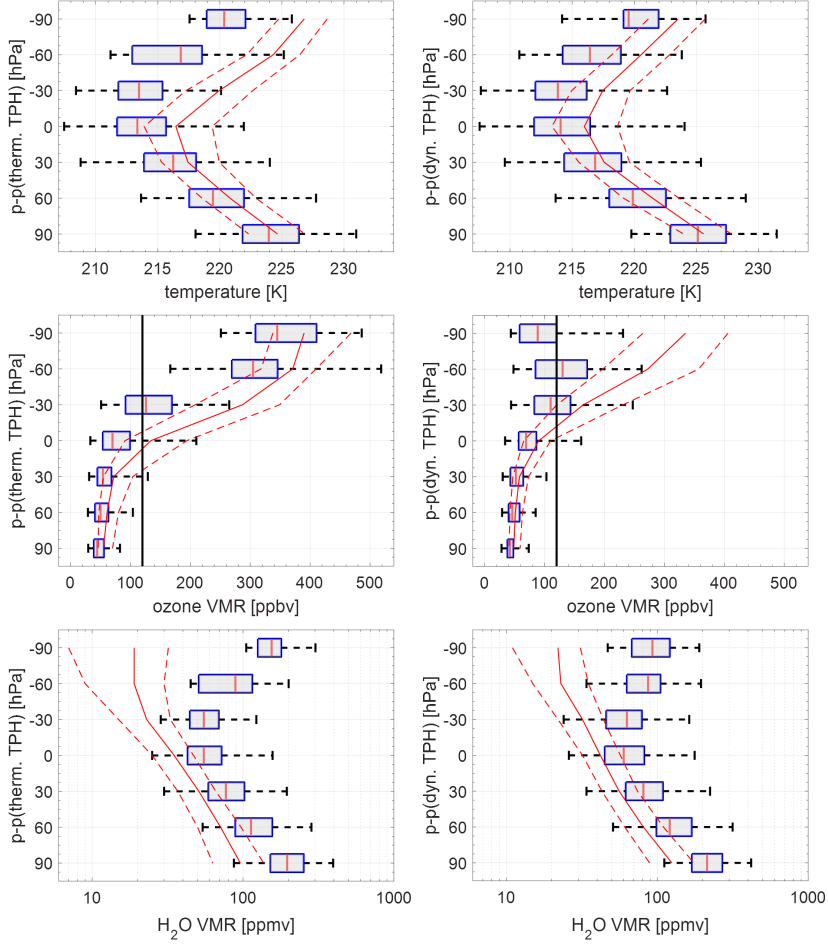 -90
-60
-30
0
30
60
90
p-p(therm. TPH) [hPa]
210 215 220 225 230
temperature [K]
-90
-60
-30
0
30
60
90
p-p(dyn. TPH) [hPa]
210 215 220 225 230
temperature [K]
-90
-60
-30
0
30
60
90
p-p(therm. TPH) [hPa]
0 100 200 300 400 500
ozone VMR [ppbv]
-90
-60
-30
0
30
60
90
p-p(dyn. TPH) [hPa]
0 100 200 300 400 500
ozone VMR [ppbv]
-90
-60
-30
0
30
60
90
p-p(therm. TPH) [hPa]
10 100 1000
H₂O VMR [ppmv]
-90
-60
-30
0
30
60
90
p-p(dyn. TPH) [hPa]
10 100 1000
H₂O VMR [ppmv]